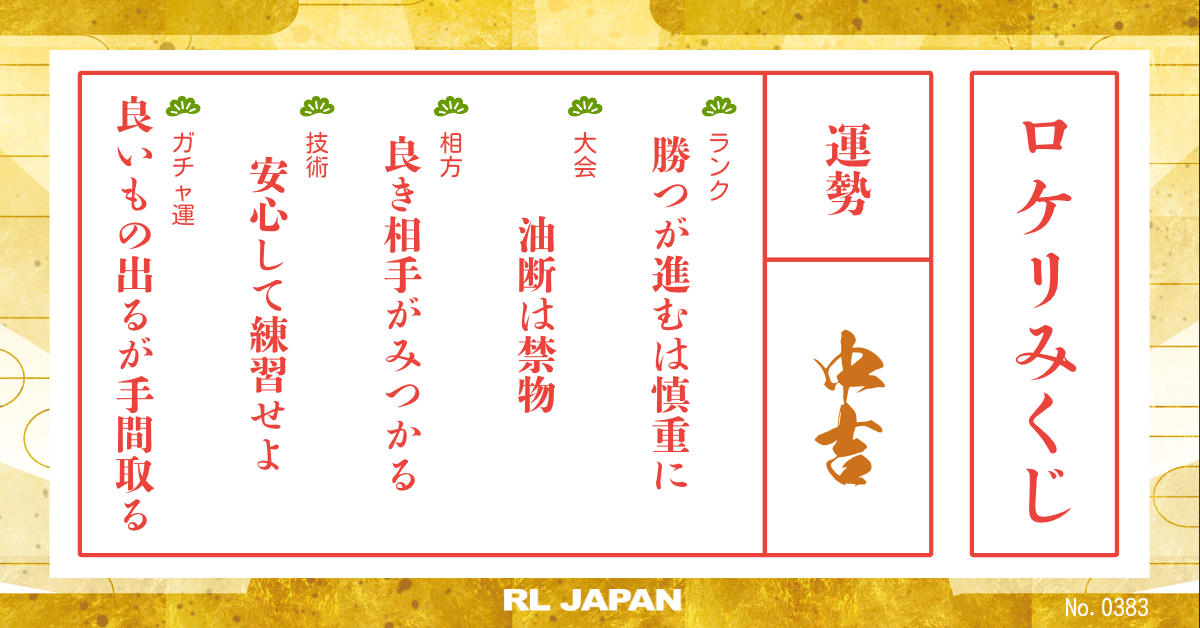 ロケリみくじ
運勢
中吉
ランク
勝つが進むは慎重に
大会
油断は禁物
相方
良き相手がみつかる
技術
安心して練習せよ
ガチャ運
良いもの出るが手間取る
RL JAPAN
No. 0383